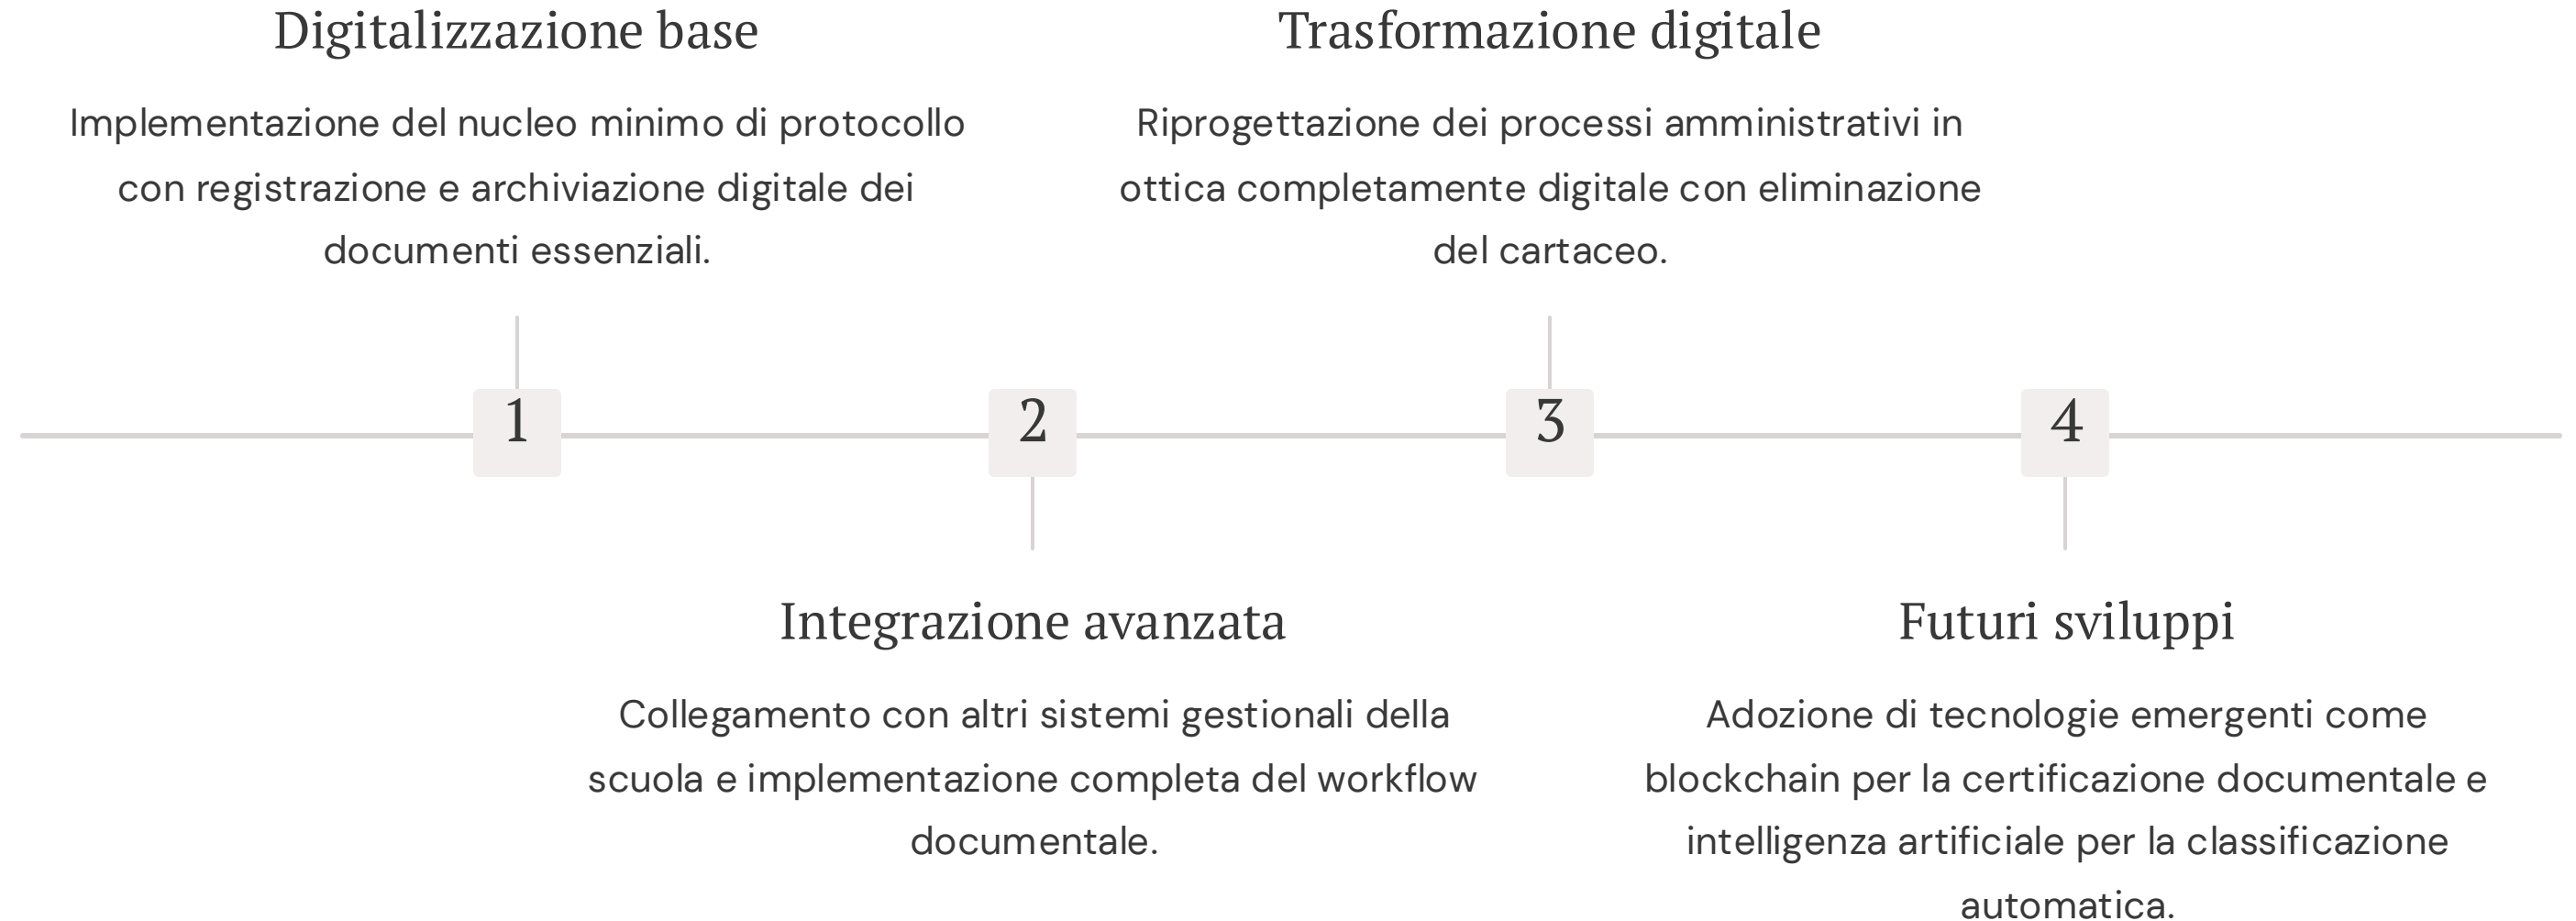 Digitalizzazione base
Implementazione del nucleo minimo di protocollo
con registrazione e archiviazione digitale dei
documenti essenziali.
1
Integrazione avanzata
Collegamento con altri sistemi gestionali della
scuola e implementazione completa del workflow
documentale.
2
Trasformazione digitale
Riprogettazione dei processi amministrativi in
ottica completamente digitale con eliminazione
del cartaceo.
3
Futuri sviluppi
Adozione di tecnologie emergenti come
blockchain per la certificazione documentale e
intelligenza artificiale per la classificazione
automatica.
4